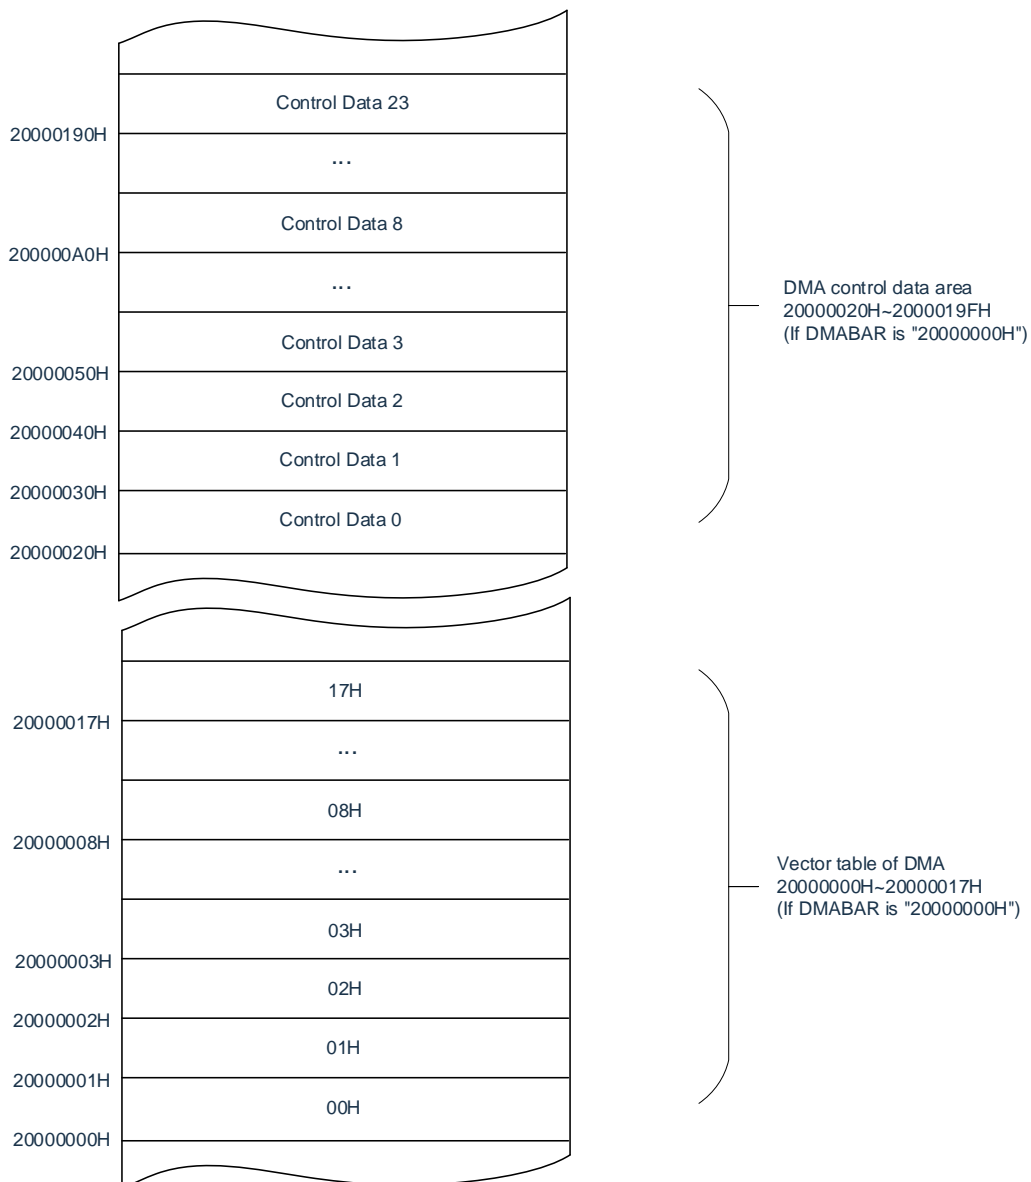 Control Data 23
20000190H
...
Control Data 8
200000A0H
...
DMA control data area
20000020H~2000019FH
(If DMABAR is "20000000H")
Control Data 3
20000050H
Control Data 2
20000040H
Control Data 1
20000030H
Control Data 0
20000020H
17H
20000017H
...
08H
20000008H
...
Vector table of DMA
20000000H~20000017H
(If DMABAR is "20000000H")
03H
20000003H
02H
20000002H
01H
20000001H
00H
20000000H